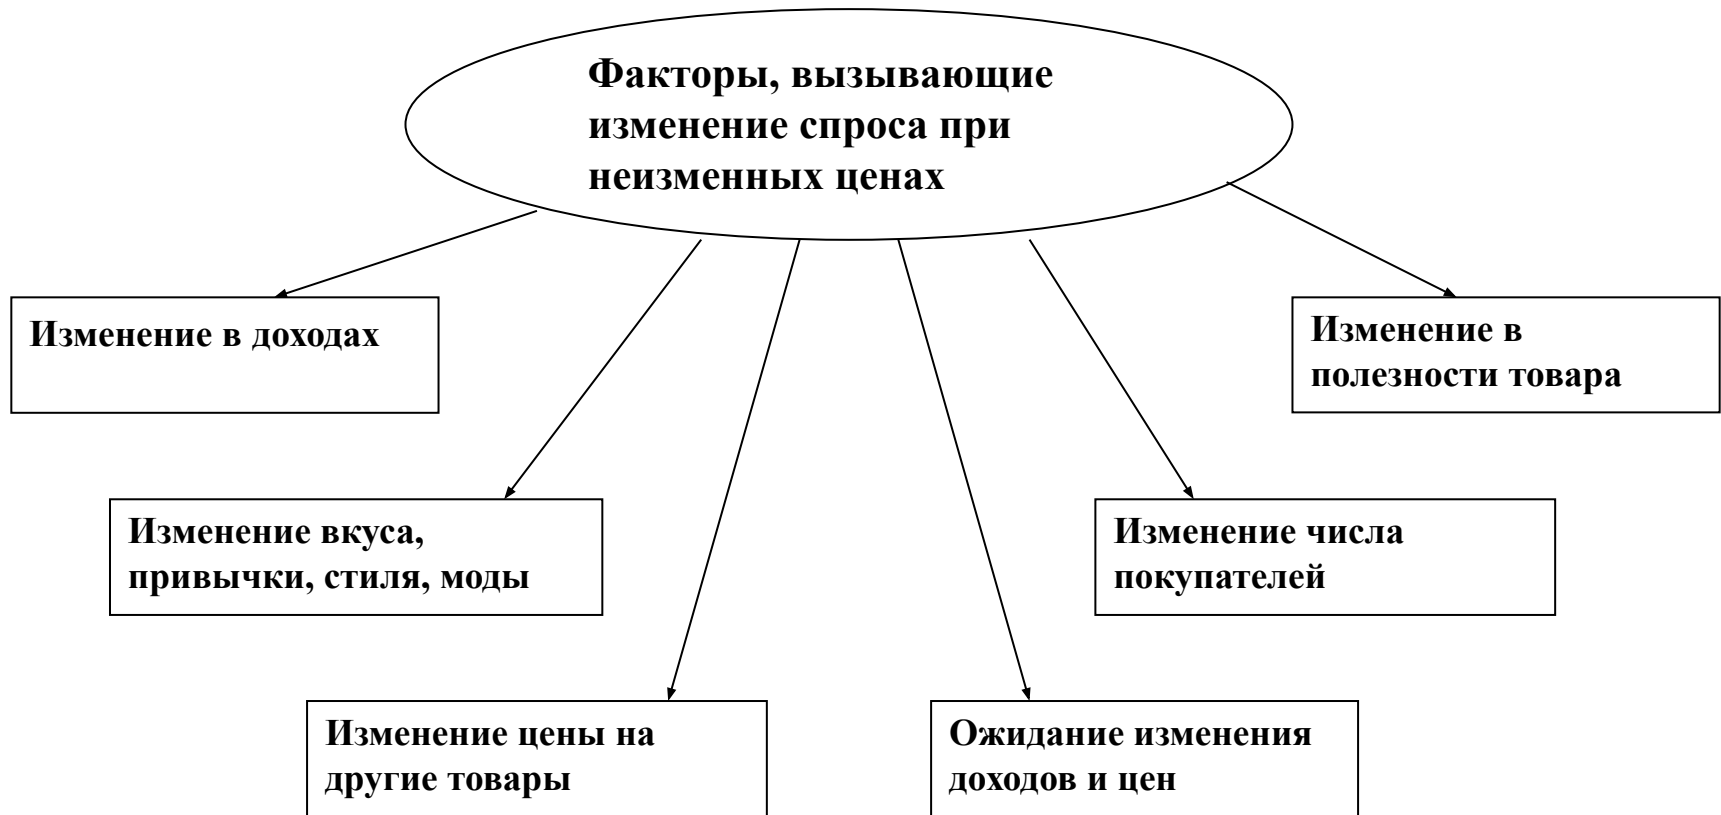 Факторы, вызывающие
изменение спроса при
неизменных ценах
Изменение в доходах
Изменение в
полезности товара
Изменение вкуса,
привычки, стиля, моды
Изменение числа
покупателей
Изменение цены на
другие товары
Ожидание изменения
доходов и цен